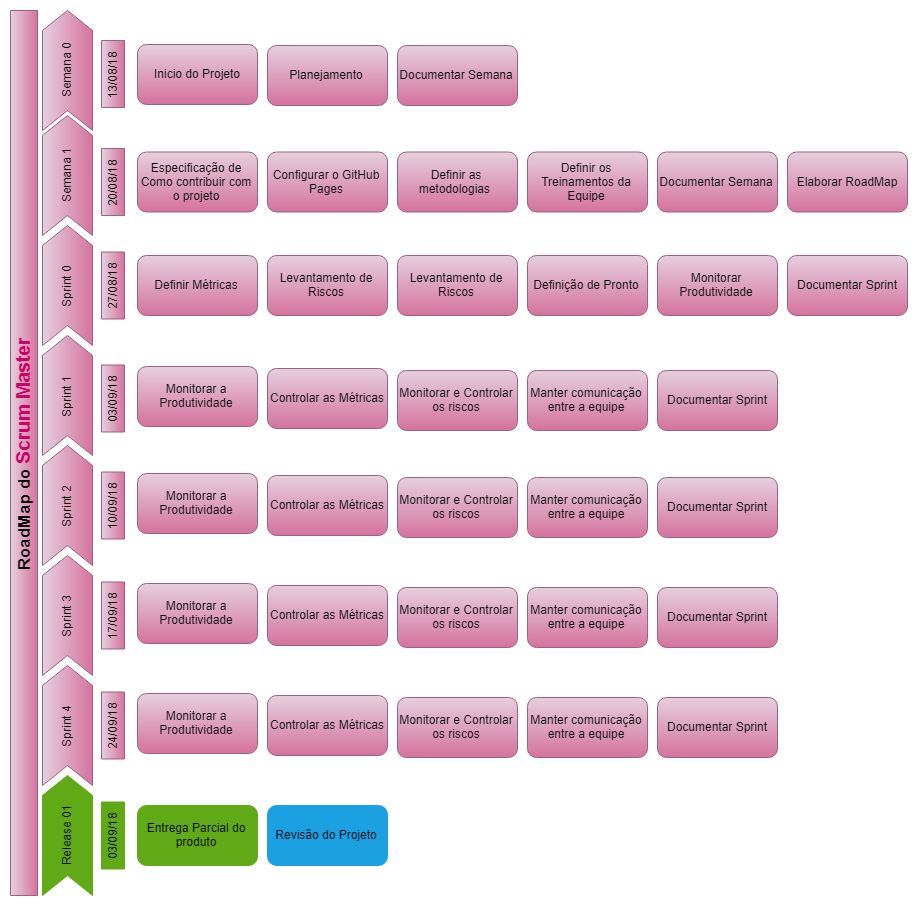 RoadMap do Scrum Master
Semana 0
13/08/18
Inicio do Projeto
Planejamento
Documentar Semana
Semana 1
20/08/18
Especificação de
Como contribuir com
o projeto
Configurar o GitHub
Pages
Definir as
metodologias
Definir os
Treinamentos da
Equipe
Documentar Semana
Elaborar RoadMap
Sprint 0
27/08/18
Definir Métricas
Levantamento de
Riscos
Levantamento de
Riscos
Definição de Pronto
Monitorar
Produtividade
Documentar Sprint
Sprint 1
03/09/18
Monitorar a
Produtividade
Controlar as Métricas
Monitorar e Controlar
os riscos
Manter comunicação
entre a equipe
Documentar Sprint
Sprint 2
10/09/18
Monitorar a
Produtividade
Controlar as Métricas
Monitorar e Controlar
os riscos
Manter comunicação
entre a equipe
Documentar Sprint
Sprint 3
17/09/18
Monitorar a
Produtividade
Controlar as Métricas
Monitorar e Controlar
os riscos
Manter comunicação
entre a equipe
Documentar Sprint
Sprint 4
24/09/18
Monitorar a
Produtividade
Controlar as Métricas
Monitorar e Controlar
os riscos
Manter comunicação
entre a equipe
Documentar Sprint
Release 01
03/09/18
Entrega Parcial do
produto
Revisão do Projeto